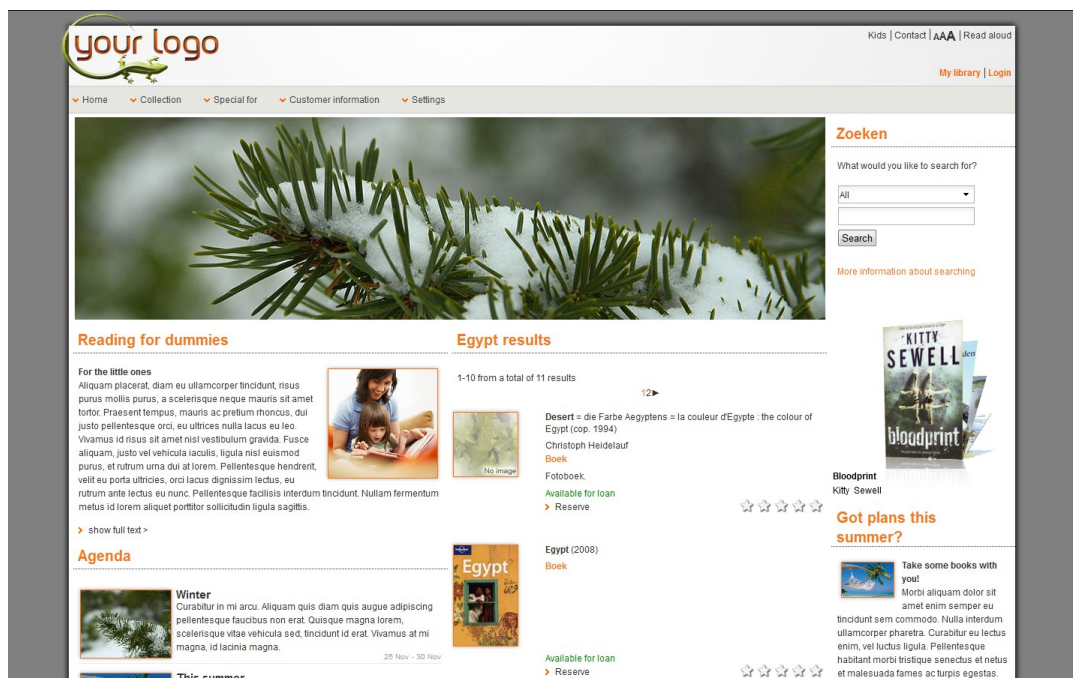 your logo
Kids | Contact | AAA | Read aloud
My library | Login
Home Collection Special for Customer information Settings
Zoeken
What would you like to search for?
All
Search
More information about searching
Reading for dummies
For the little ones
Aliquam placerat, diam eu ullamcorper tincidunt, risus
purus mollis purus, a scelerisque neque mauris sit amet
tortor. Praesent tempus, mauris ac pretium rhoncus, dui
justo pellentesque orci, eu ultrices nulla lacus eu leo.
Vivamus id risus sit amet nisl vestibulum gravida. Fusce
aliquam, justo vel vehicula iaculis, ligula nisl euismod
purus, et rutrum urna dui at lorem. Pellentesque hendrerit,
velit eu porta ultricies, orci lacus dignissim lectus, eu
rutrum ante lectus eu nunc. Pellentesque facilisis interdum tincidunt. Nullam fermentum
metus id lorem aliquet porttitor sollicitudin ligula sagittis.
show full text >
Agenda
Winter
Curabitur in mi arcu. Aliquam quis diam quis augue adipiscing
pellentesque faucibus non erat. Quisque magna lorem,
scelerisque vitae vehicula sed, tincidunt id erat. Vivamus at mi
magna, id lacinia magna.
25 Nov - 30 Nov
This summer
Egypt results
1-10 from a total of 11 results
12
No image
Desert = die Farbe Aegyptens = la couleur d'Egypte : the colour of
Egypt (cop. 1994)
Christoph Heidelauf
Boek
Fotoboek.
Available for loan
Reserve
Egypt
Egypt (2008)
Boek
Available for loan
Reserve
KITTY
SEWELL
den
bloodprint
Bloodprint
Kitty Sewell
Got plans this
summer?
Take some books with
you!
Morbi aliquam dolor sit
amet enim semper eu
tincidunt sem commodo. Nulla interdum
ullamcorper pharetra. Curabitur eu lectus
enim, vel luctus ligula. Pellentesque
habitant morbi tristique senectus et netus
et malesuada fames ac turpis egestas.